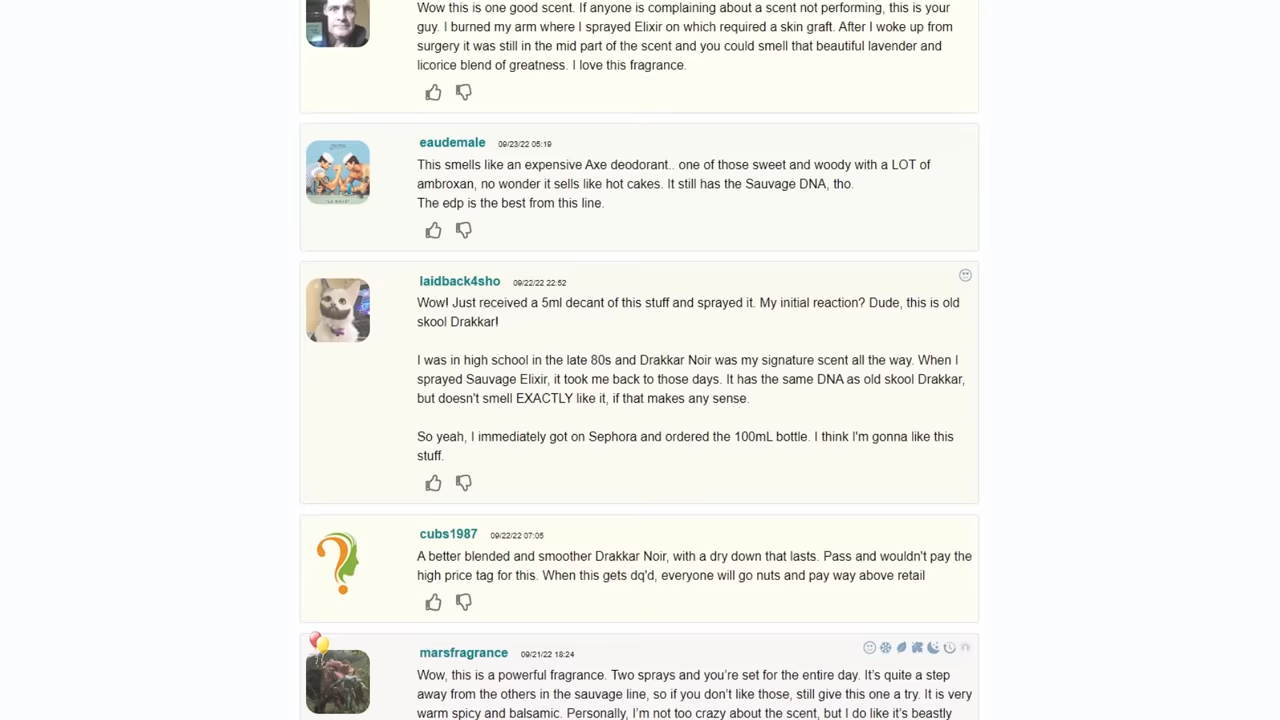 Wow this is one good scent. If anyone is complaining about a scent not performing, this is your
guy. I burned my arm where I sprayed Elixir on which required a skin graft. After I woke up from
surgery it was still in the mid part of the scent and you could smell that beautiful lavender and
licorice blend of greatness. I love this fragrance.
eaudemale 09/23/22 05:19
This smells like an expensive Axe deodorant.. one of those sweet and woody with a LOT of
ambroxan, no wonder it sells like hot cakes. It still has the Sauvage DNA, tho.
The edp is the best from this line.
laidback4sho 09/22/22 22:52
Wow! Just received a 5ml decant of this stuff and sprayed it. My initial reaction? Dude, this is old
skool Drakkar!
I was in high school in the late 80s and Drakkar Noir was my signature scent all the way. When I
sprayed Sauvage Elixir, it took me back to those days. It has the same DNA as old skool Drakkar,
but doesn't smell EXACTLY like it, if that makes any sense.
So yeah, I immediately got on Sephora and ordered the 100mL bottle. I think I'm gonna like this
stuff.
cubs1987 09/22/22 07:05
A better blended and smoother Drakkar Noir, with a dry down that lasts. Pass and wouldn't pay the
high price tag for this. When this gets dq'd, everyone will go nuts and pay way above retail
marsfragrance 09/21/22 18:24
Wow, this is a powerful fragrance. Two sprays and you’re set for the entire day. It’s quite a step
away from the others in the sauvage line, so if you don’t like those, still give this one a try. It is very
warm spicy and balsamic. Personally, I’m not too crazy about the scent, but I do like it’s beastly